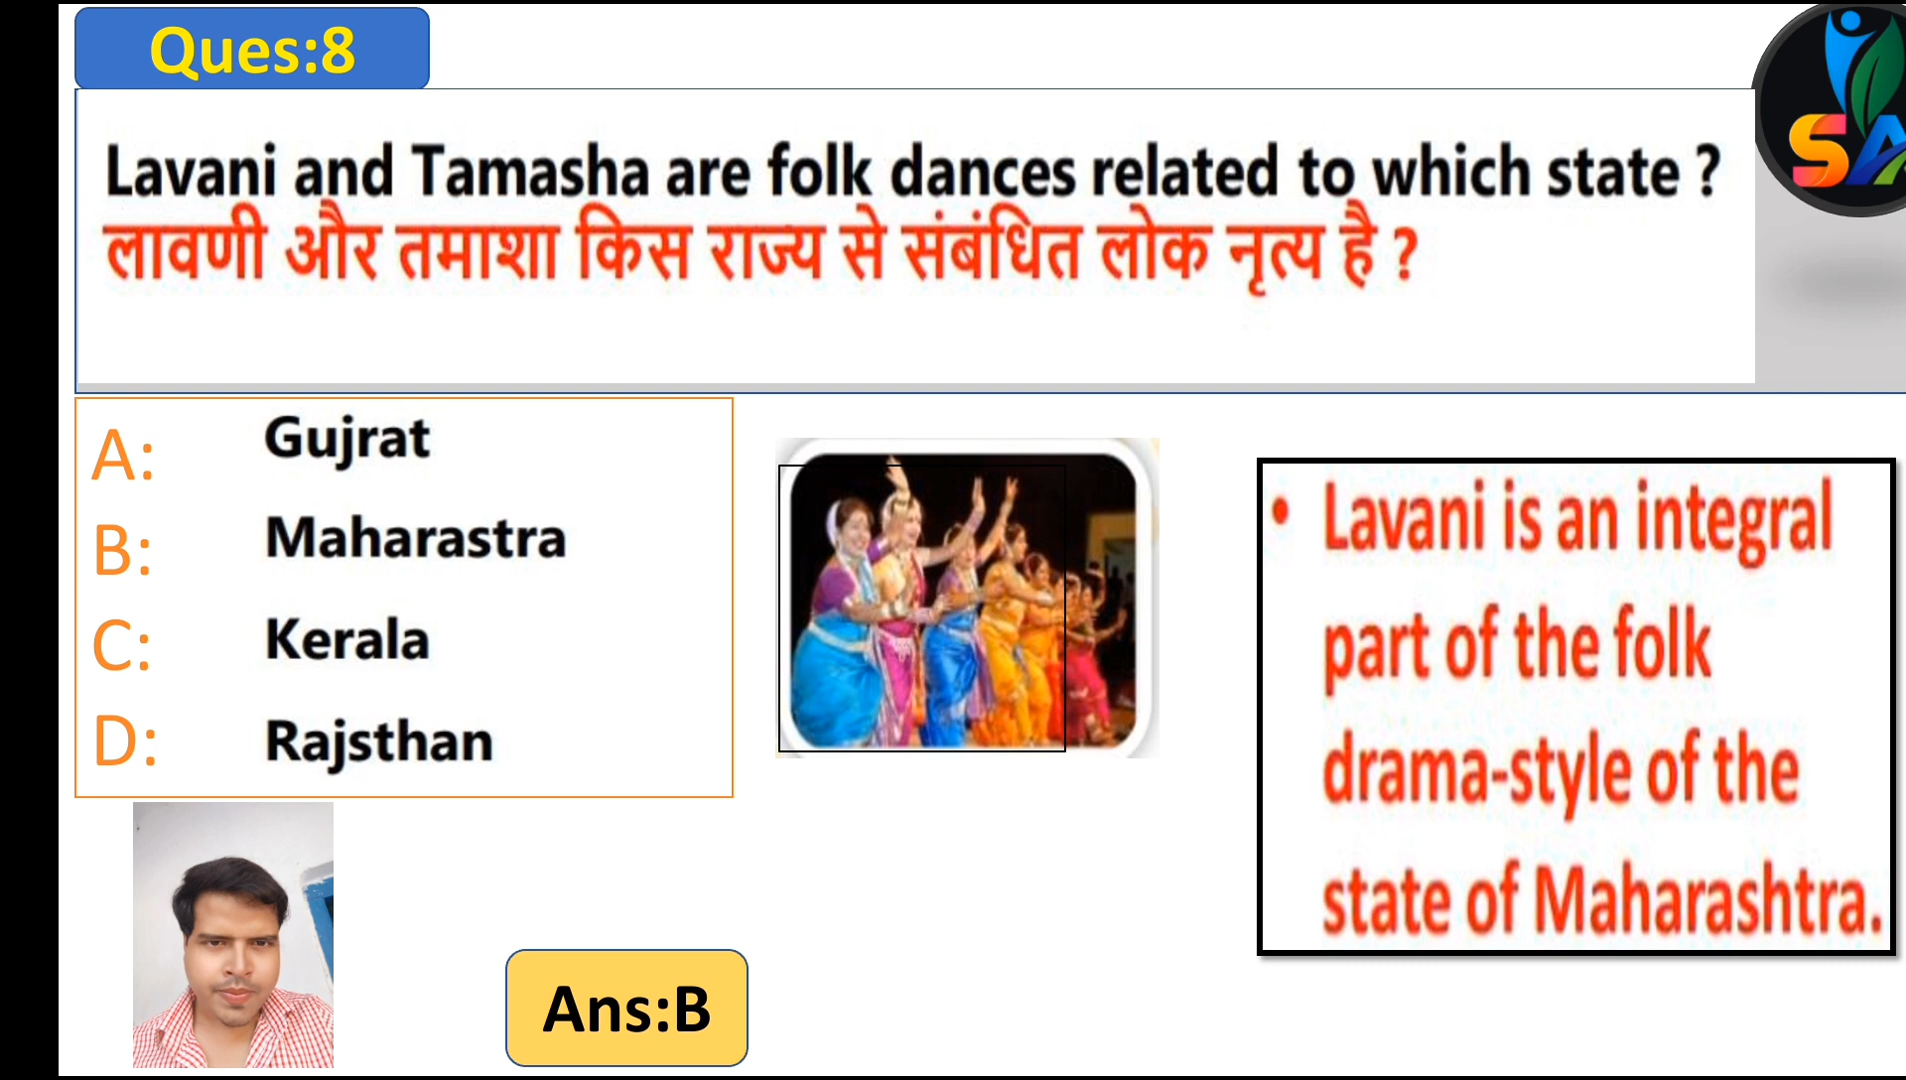 Ques:8
Lavani and Tamasha are folk dances related to which state ?
लावणी और तमाशा किस राज्य से संबंधित लोक नृत्य है ?
A: Gujrat
B: Maharastra
C: Kerala
D: Rajsthan
• Lavani is an integral
part of the folk
drama-style of the
state of Maharashtra.
Ans:B
SA